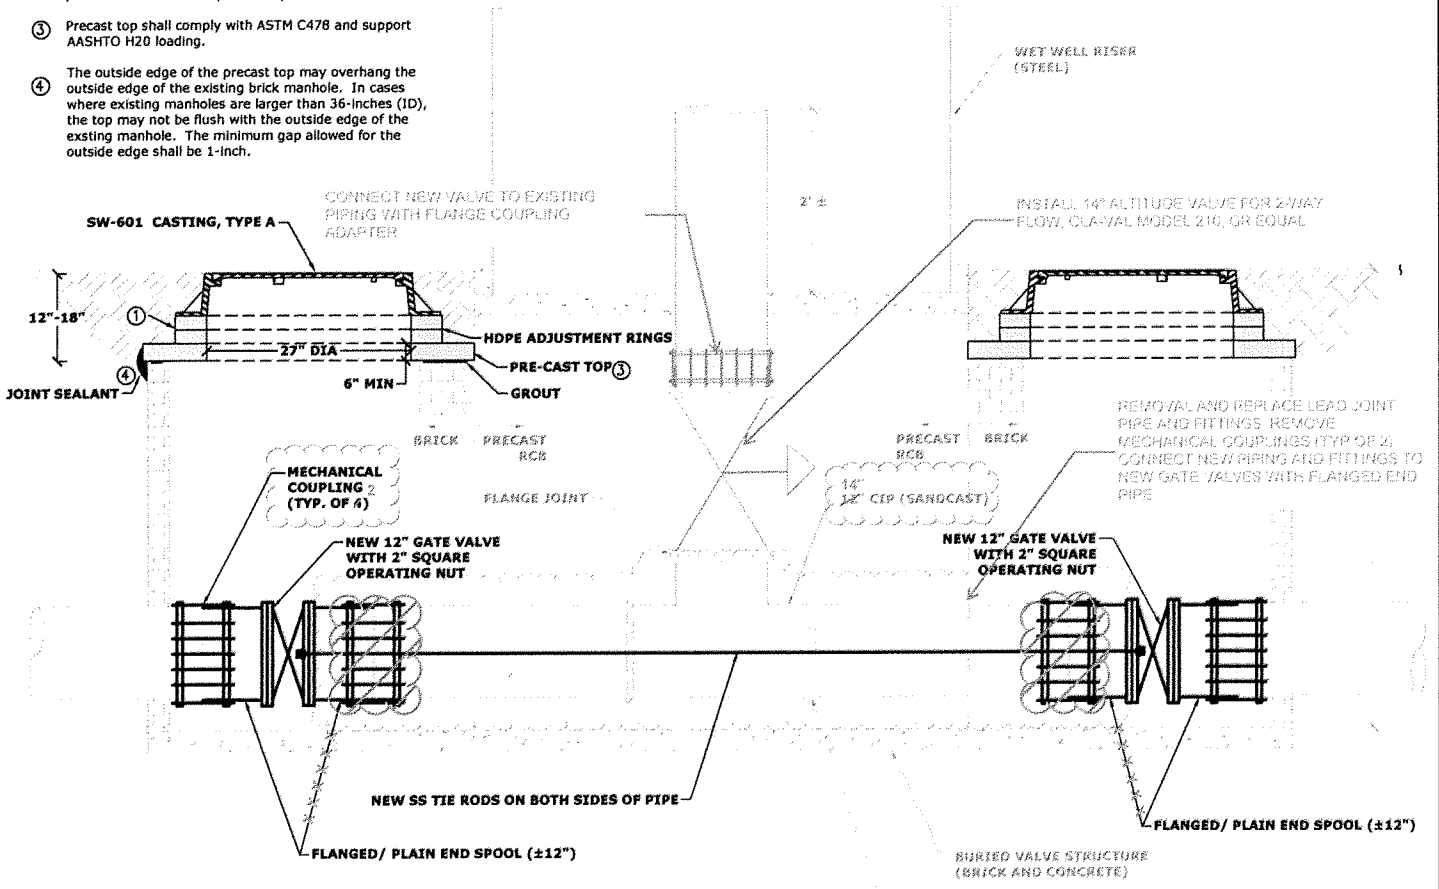 ③ Precast top shall comply with ASTM C478 and support
AASHTO H20 loading.
④ The outside edge of the precast top may overhang the
outside edge of the existing brick manhole. In cases
where existing manholes are larger than 36-inches (ID),
the top may not be flush with the outside edge of the
exsting manhole. The minimum gap allowed for the
outside edge shall be 1-inch.
WET WELL RISER
(STEEL)
CONNECT NEW VALVE TO EXISTING
PIPING WITH FLANGE COUPLING
ADAPTER
2' ±
INSTALL 14" ALTITUDE VALVE FOR 2-WAY
FLOW, CLA-VAL MODEL 210, OR EQUAL
SW-601 CASTING, TYPE A
12"-18"
①
27" DIA
HDPE ADJUSTMENT RINGS
PRE-CAST TOP ③
6" MIN
④
JOINT SEALANT
GROUT
BRICK
PRECAST
RCB
PRECAST
RCB
BRICK
REMOVAL AND REPLACE LEAD JOINT
PIPE AND FITTINGS. REMOVE
MECHANICAL COUPLINGS (TYP OF 2)
CONNECT NEW PIPING AND FITTINGS TO
NEW GATE VALVES WITH FLANGED END
PIPE
MECHANICAL
COUPLING 2
(TYP. OF 4)
FLANGE JOINT
14"
12" CIP (SANDCAST)
NEW 12" GATE VALVE
WITH 2" SQUARE
OPERATING NUT
NEW 12" GATE VALVE
WITH 2" SQUARE
OPERATING NUT
NEW SS TIE RODS ON BOTH SIDES OF PIPE
FLANGED/ PLAIN END SPOOL (±12")
FLANGED/ PLAIN END SPOOL (±12")
BURIED VALVE STRUCTURE
(BRICK AND CONCRETE)